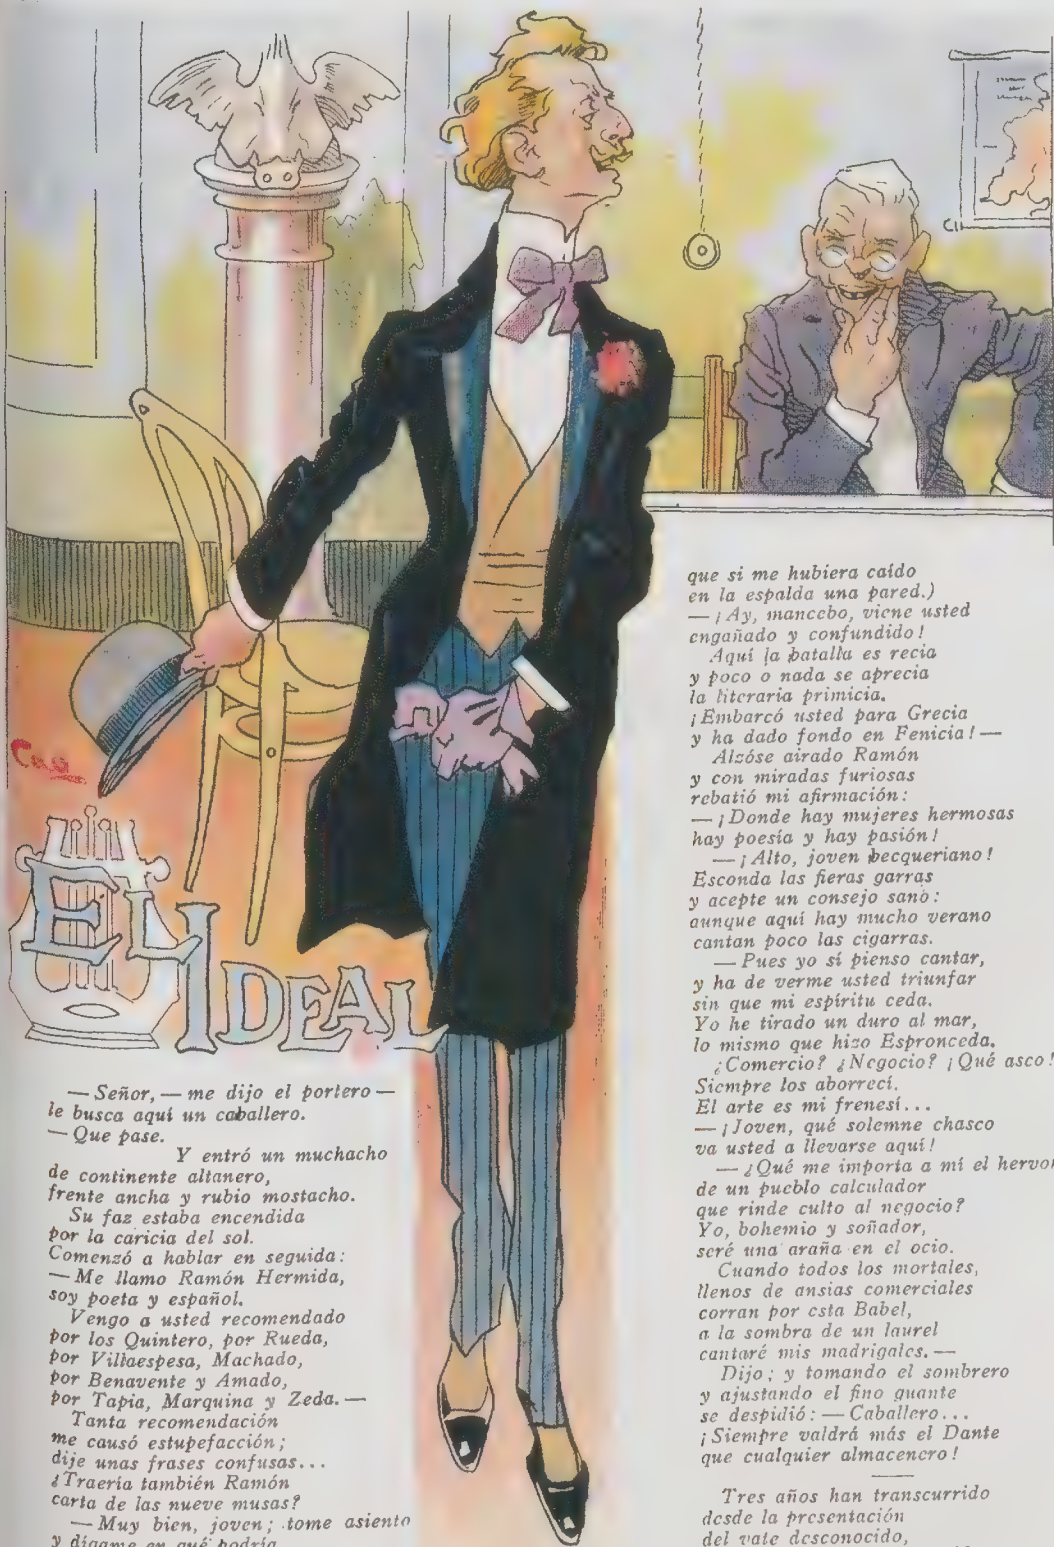 Cao
EL IDEAL
— Señor, — me dijo el portero —
le busca aquí un caballero.
— Que pase.
Y entró un muchacho
de continente altanero,
frente ancha y rubio mostacho.
Su faz estaba encendida
por la caricia del sol.
Comenzó a hablar en seguida:
— Me llamo Ramón Hermida,
soy poeta y español.
Vengo a usted recomendado
por los Quintero, por Rueda,
por Villaespesa, Machado,
por Benavente y Amado,
por Tapia, Marquina y Zeda. —
Tanta recomendación
me causó estupefacción;
dije unas frases confusas...
¿Traería también Ramón
carta de las nueve musas?
— Muy bien, joven; tome asiento
y dígame en qué podría
que si me hubiera caído
en la espalda una pared.)
— ¡Ay, mancebo, viene usted
engañado y confundido!
Aquí la batalla es recia
y poco o nada se aprecia
la literaria primicia.
¡Embarcó usted para Grecia
y ha dado fondo en Fenicia! —
Alzóse airado Ramón
y con miradas furiosas
rebatió mi afirmación:
— ¡Donde hay mujeres hermosas
hay poesía y hay pasión!
— ¡Alto, joven becqueriano!
Esconda las fieras garras
y acepte un consejo sano:
aunque aquí hay mucho verano
cantan poco las cigarras.
— Pues yo sí pienso cantar,
y ha de verme usted triunfar
sin que mi espíritu ceda.
Yo he tirado un duro al mar,
lo mismo que hizo Espronceda.
¿Comercio? ¿Negocio? ¡Qué asco!
Siempre los aborrecí.
El arte es mi frenesí...
— ¡Joven, qué solemne chasco
va usted a llevarse aquí!
— ¿Qué me importa a mí el hervor
de un pueblo calculador
que rinde culto al negocio?
Yo, bohemio y soñador,
seré una araña en el ocio.
Cuando todos los mortales,
llenos de ansias comerciales
corran por esta Babel,
a la sombra de un laurel
cantaré mis madrigales. —
Dijo; y tomando el sombrero
y ajustando el fino guante
se despidió: — Caballero...
¡Siempre valdrá más el Dante
que cualquier almacenero!
Tres años han transcurrido
desde la presentación
del vate desconocido,